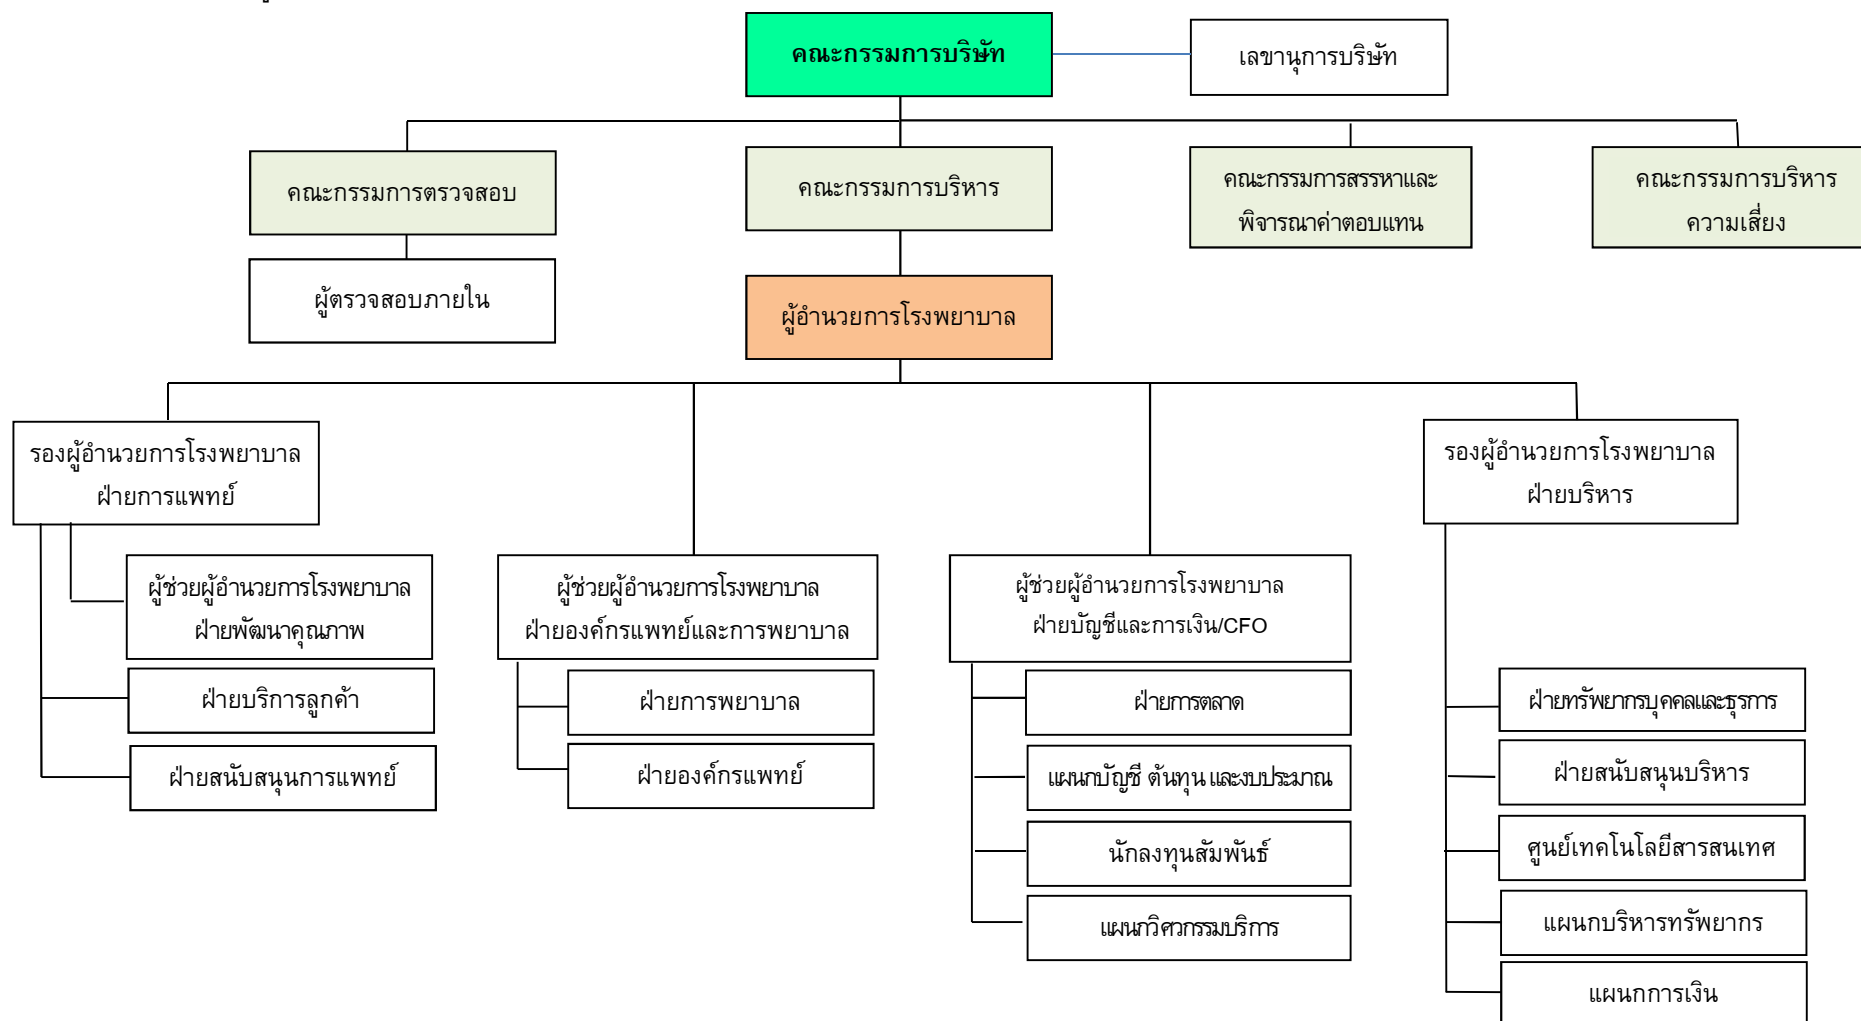 คณะกรรมการบริษัท
เลขานุการบริษัท
คณะกรรมการตรวจสอบ
คณะกรรมการบริหาร
คณะกรรมการสรรหาและ
พิจารณาค่าตอบแทน
คณะกรรมการบริหาร
ความเสี่ยง
ผู้ตรวจสอบภายใน
ผู้อำนวยการโรงพยาบาล
รองผู้อำนวยการโรงพยาบาล
ฝ่ายการแพทย์
รองผู้อำนวยการโรงพยาบาล
ฝ่ายบริหาร
ผู้ช่วยผู้อำนวยการโรงพยาบาล
ฝ่ายพัฒนาคุณภาพ
ผู้ช่วยผู้อำนวยการโรงพยาบาล
ฝ่ายองค์กรแพทย์และการพยาบาล
ผู้ช่วยผู้อำนวยการโรงพยาบาล
ฝ่ายบัญชีและการเงิน/CFO
ฝ่ายบริการลูกค้า
ฝ่ายสนับสนุนการแพทย์
ฝ่ายการพยาบาล
ฝ่ายองค์กรแพทย์
ฝ่ายการตลาด
แผนกบัญชี ต้นทุน และงบประมาณ
นักลงทุนสัมพันธ์
แผนกวิศวกรรมบริการ
ฝ่ายทรัพยากรบุคคลและธุรการ
ฝ่ายสนับสนุนบริหาร
ศูนย์เทคโนโลยีสารสนเทศ
แผนกบริหารทรัพยากร
แผนกการเงิน